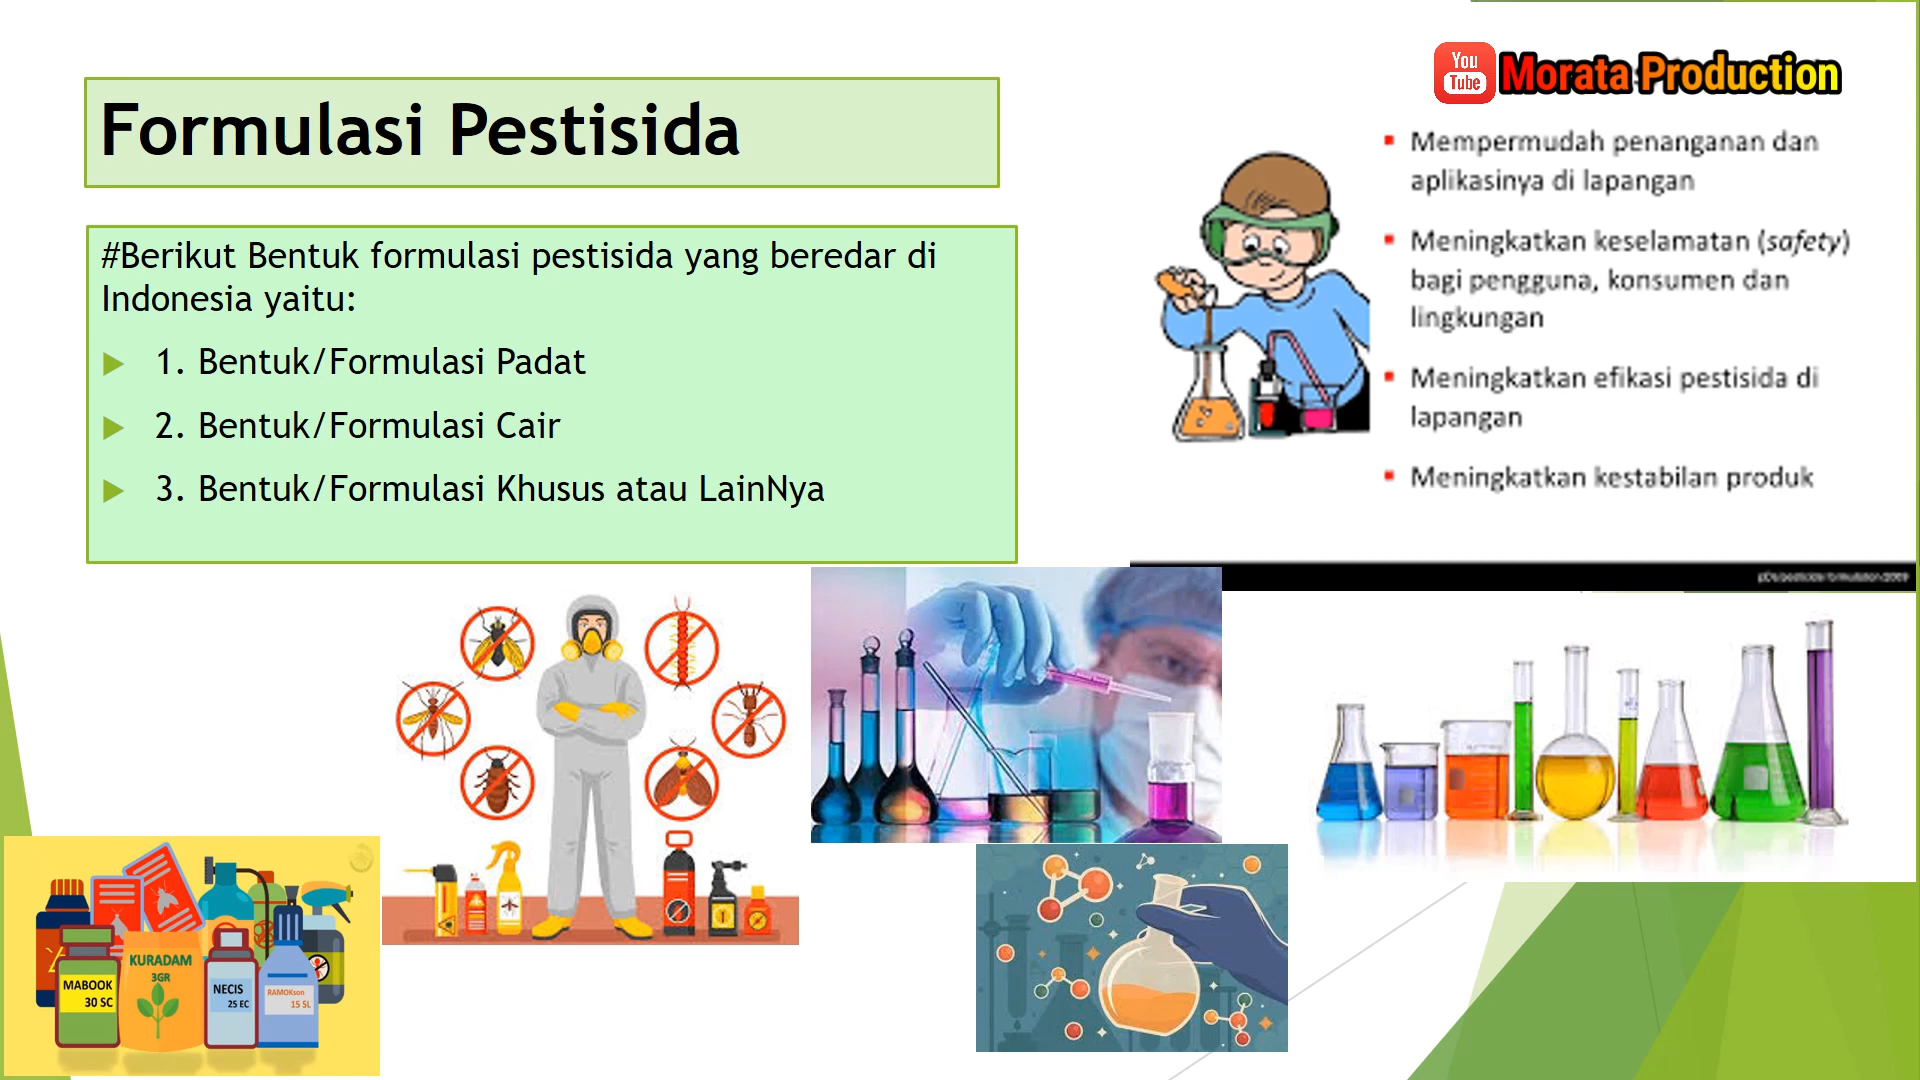 Formulasi Pestisida
#Berikut Bentuk formulasi pestisida yang beredar di
Indonesia yaitu:
1. Bentuk/Formulasi Padat
2. Bentuk/Formulasi Cair
3. Bentuk/Formulasi Khusus atau LainNya
You
Tube
Morata Production
Mempermudah penanganan dan
aplikasinya di lapangan
Meningkatkan keselamatan (safety)
bagi pengguna, konsumen dan
lingkungan
Meningkatkan efikasi pestisida di
lapangan
Meningkatkan kestabilan produk
MABOOK
30 SC
KURADAM
3GR
NECIS
25 EC
RAMOKson
15 SL